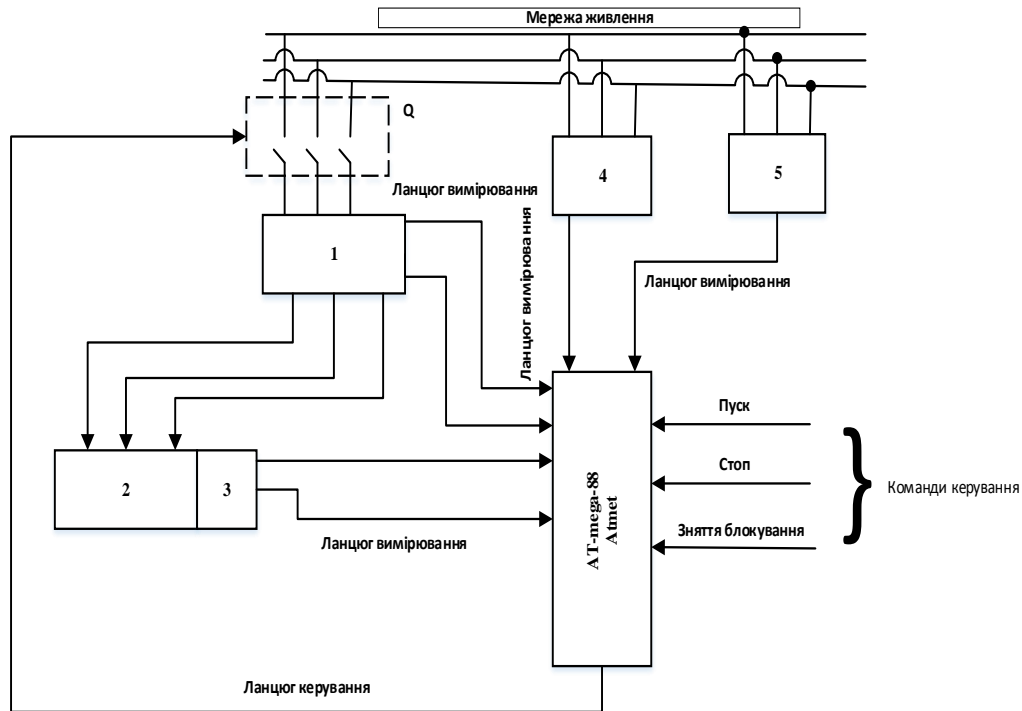 Мережа живлення
Q
Ланцюг вимірювання
4
5
1
Ланцюг вимірювання
Ланцюг вимірювання
Пуск
2
3
Стоп
Команди керування
AT-mega-88
Atmet
Зняття блокування
Ланцюг вимірювання
Ланцюг керування